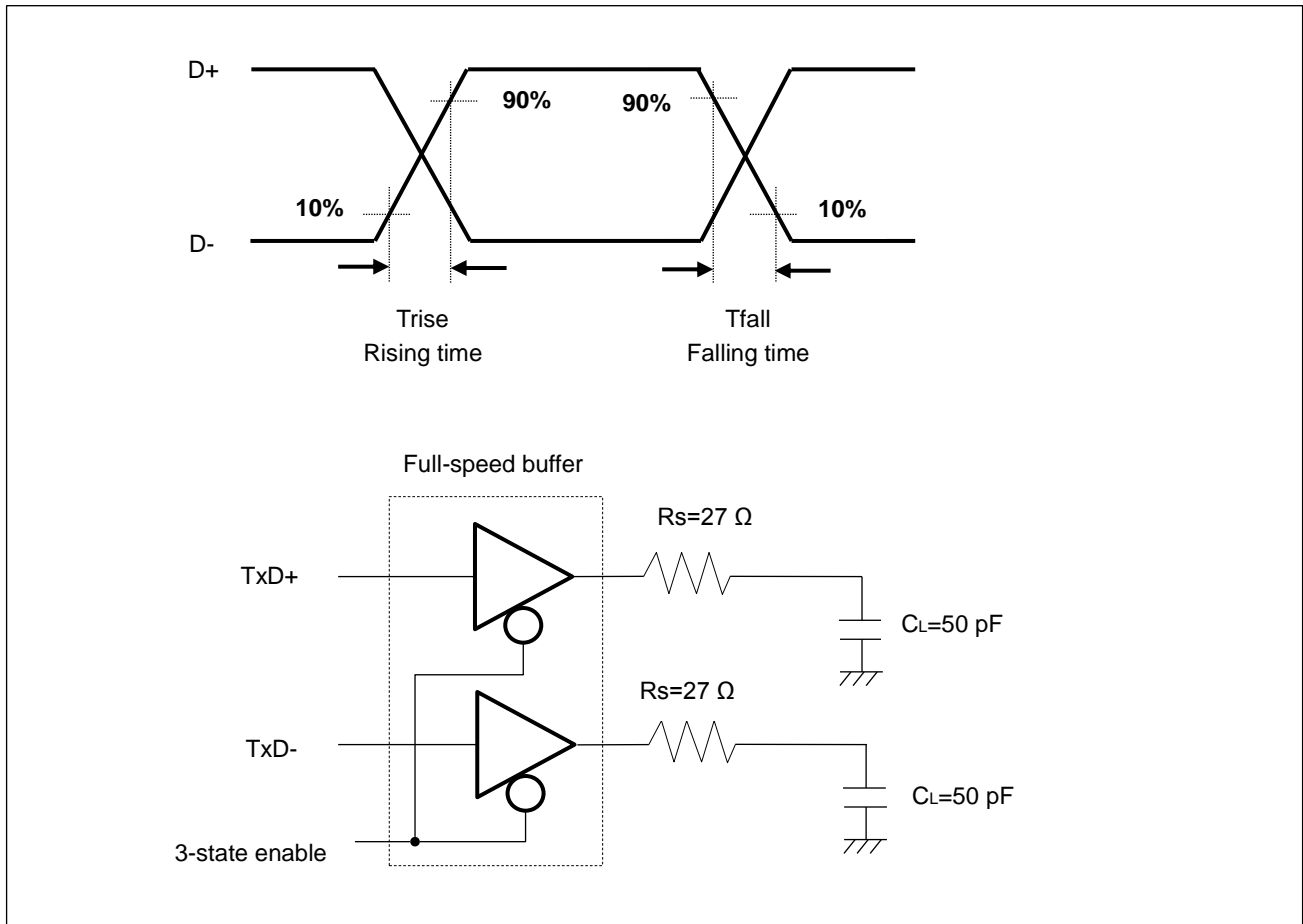 D+
90%
90%
10%
10%
D-
Trise
Rising time
Tfall
Falling time
Full-speed buffer
Rs=27 Ω
TxD+
CL=50 pF
Rs=27 Ω
TxD-
CL=50 pF
3-state enable